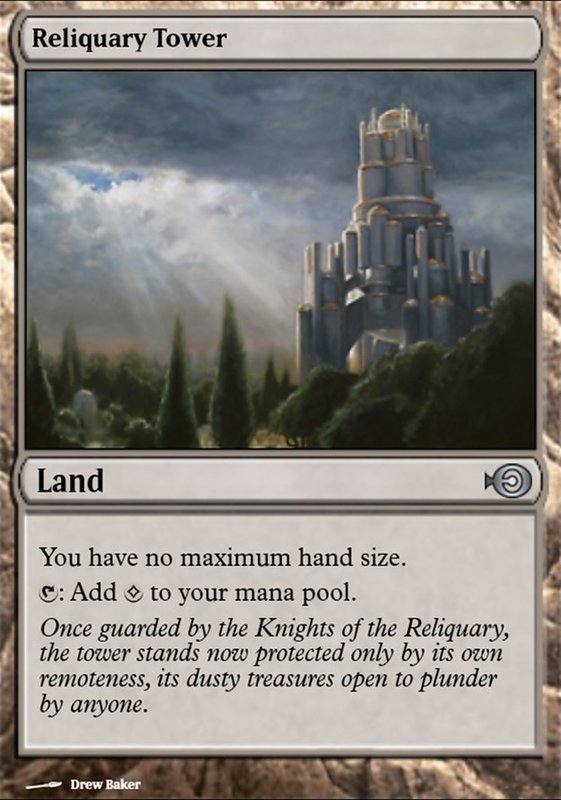 Reliquary Tower
Land
You have no maximum hand size.
: Add to your mana pool.
Once guarded by the Knights of the Reliquary,
the tower stands now protected only by its own
remoteness, its dusty treasures open to plunder
by anyone.
Drew Baker